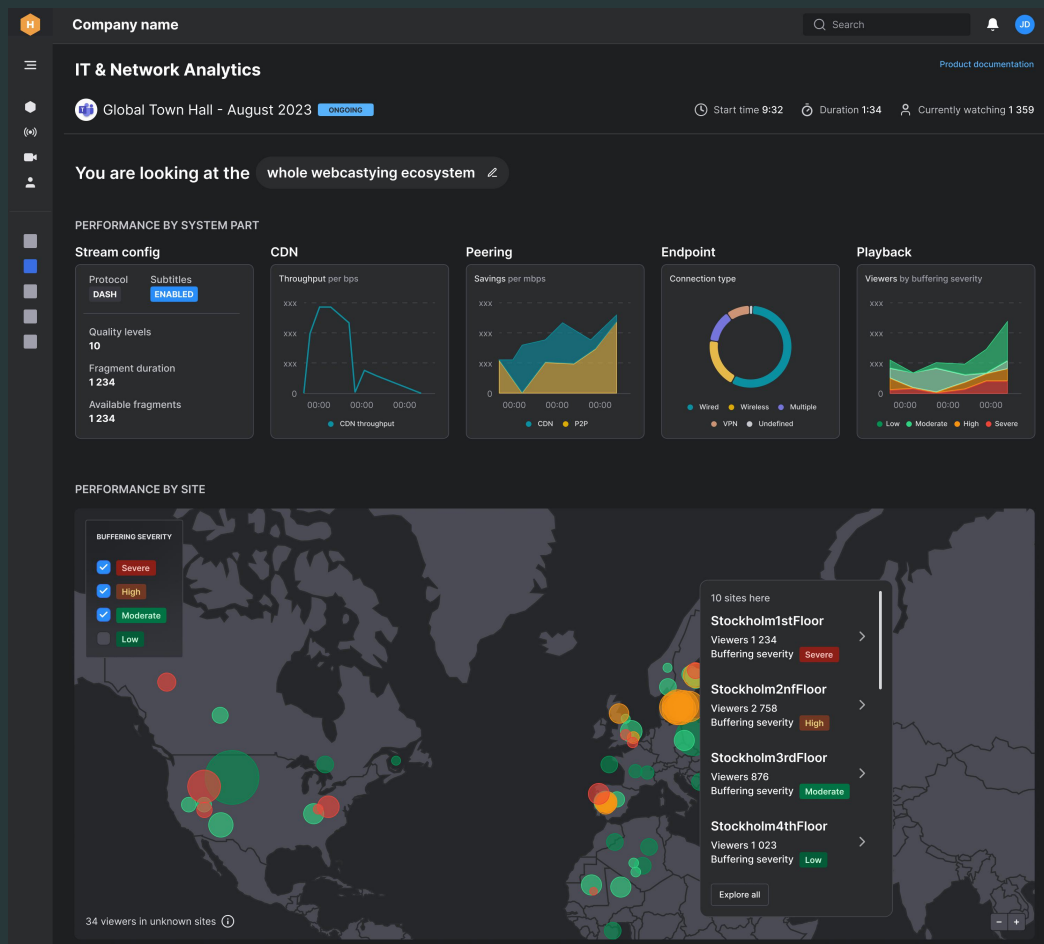 H
Company name
Search
JD
IT & Network Analytics
Product documentation
Global Town Hall - August 2023 ONGOING
Start time 9:32 Duration 1:34 Currently watching 1 359
You are looking at the whole webcastying ecosystem
PERFORMANCE BY SYSTEM PART
Stream config
Protocol Subtitles
DASH ENABLED
Quality levels
10
Fragment duration
1 234
Available fragments
1 234
CDN
Throughput per bps
xxx
xxx
xxx
0
00:00 00:00 00:00
CDN throughput
Peering
Savings per mbps
xxx
xxx
xxx
0
00:00 00:00 00:00
CDN P2P
Endpoint
Connection type
Wired Wireless Multiple
VPN Undefined
Playback
Viewers by buffering severity
xxx
xxx
xxx
0
00:00 00:00 00:00
Low Moderate High Severe
PERFORMANCE BY SITE
BUFFERING SEVERITY
Severe
High
Moderate
Low
10 sites here
Stockholm1stFloor
Viewers 1 234
Buffering severity Severe
Stockholm2nfFloor
Viewers 2 758
Buffering severity High
Stockholm3rdFloor
Viewers 876
Buffering severity Moderate
Stockholm4thFloor
Viewers 1 023
Buffering severity Low
Explore all
34 viewers in unknown sites
- +